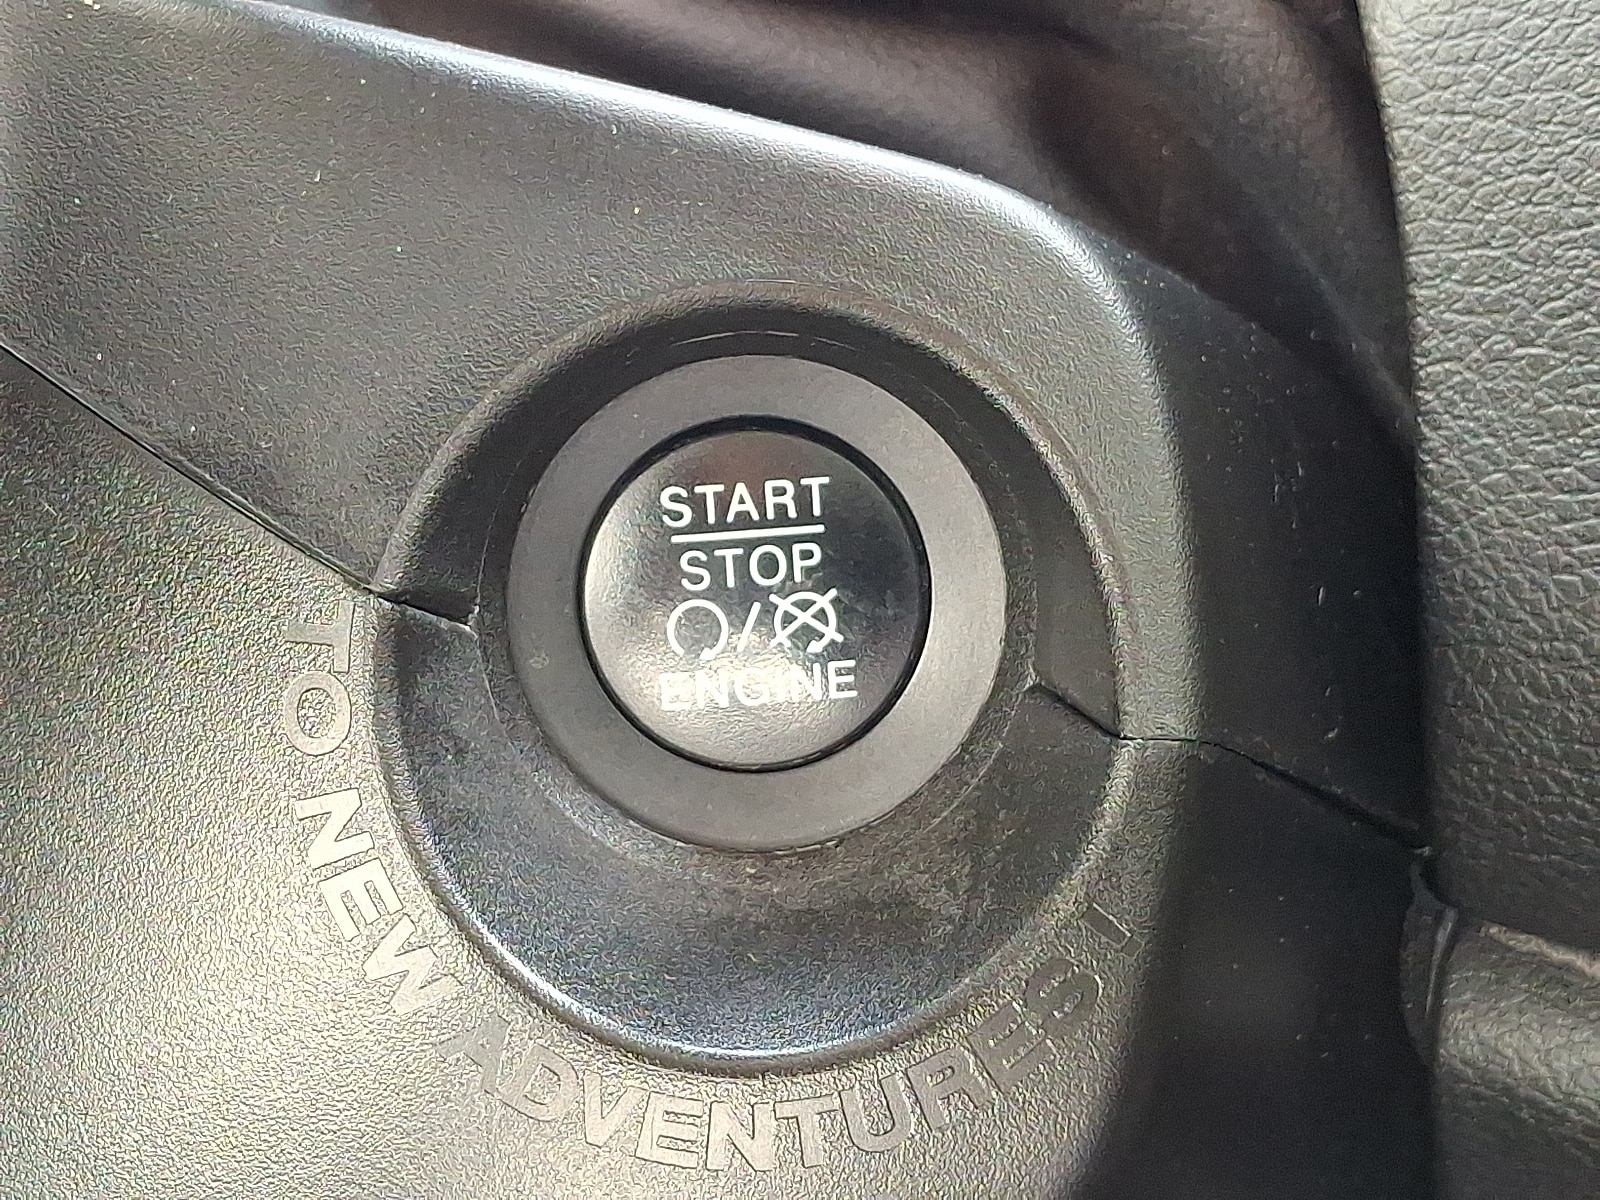 START
STOP
ENGINE
TO NEW ADVENTURES !